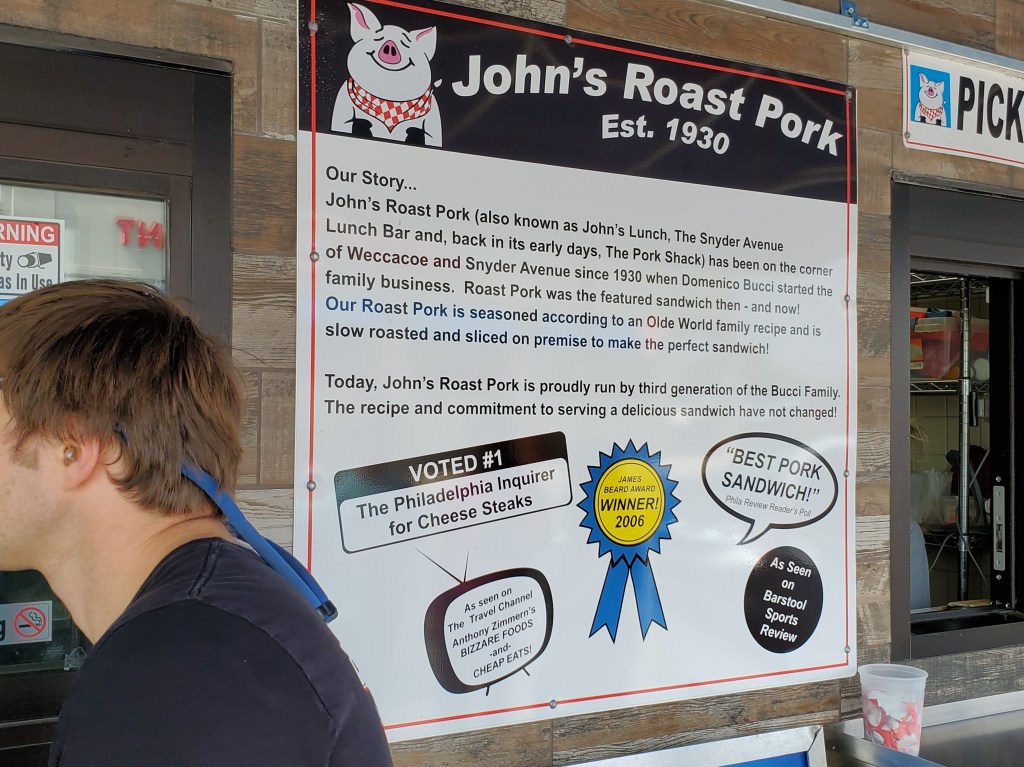 John's Roast Pork
Est. 1930
PICK
Our Story...
John's Roast Pork (also known as John's Lunch, The Snyder Avenue
Lunch Bar and, back in its early days, The Pork Shack) has been on the corner
of Weccacoe and Snyder Avenue since 1930 when Domenico Bucci started the
family business. Roast Pork was the featured sandwich then - and now!
Our Roast Pork is seasoned according to an Olde World family recipe and is
slow roasted and sliced on premise to make the perfect sandwich!
Today, John's Roast Pork is proudly run by third generation of the Bucci Family.
The recipe and commitment to serving a delicious sandwich have not changed!
VOTED #1
The Philadelphia Inquirer
for Cheese Steaks
JAMES
BEARD AWARD
WINNER!
2006
"BEST PORK
SANDWICH!"
Phila Review Reader's Poll
As seen on
The Travel Channel
Anthony Zimmern's
BIZZARE FOODS
-and-
CHEAP EATS!
As Seen
on
Barstool
Sports
Review
RNING
ty
as In Use
g